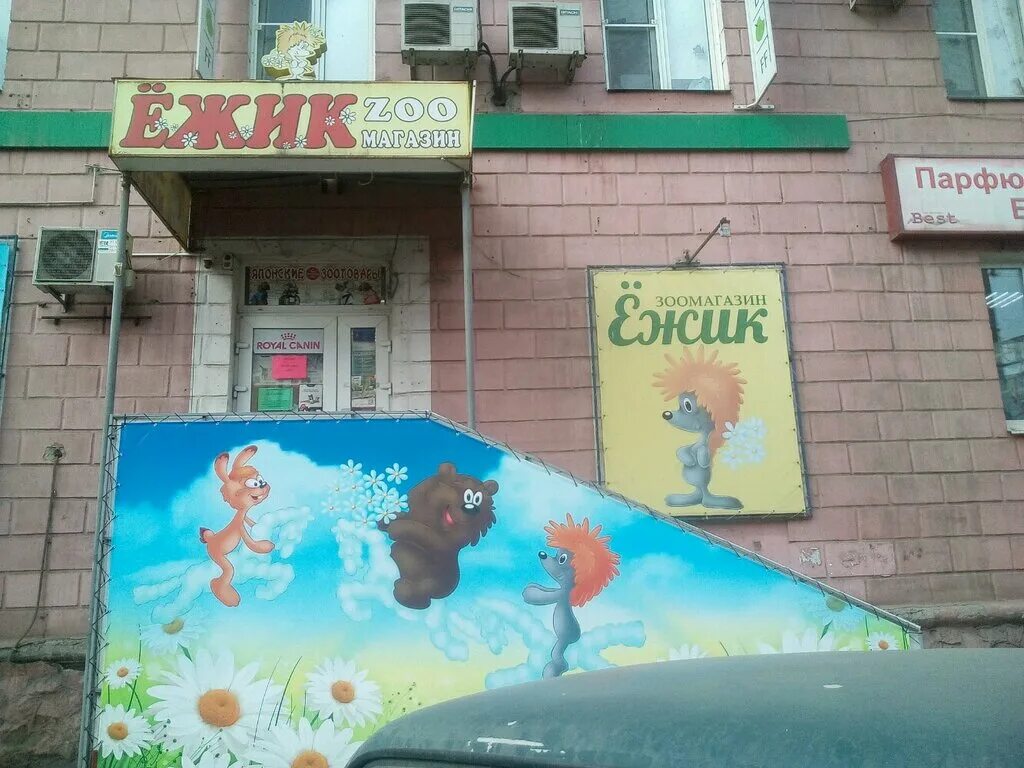 ЁЖИК ZOO
МАГАЗИН
ЯПОНСКИЕ ЗООТОВАРЫ
ROYAL CANIN
ЗООМАГАЗИН
Ёжик
Парфю
Best